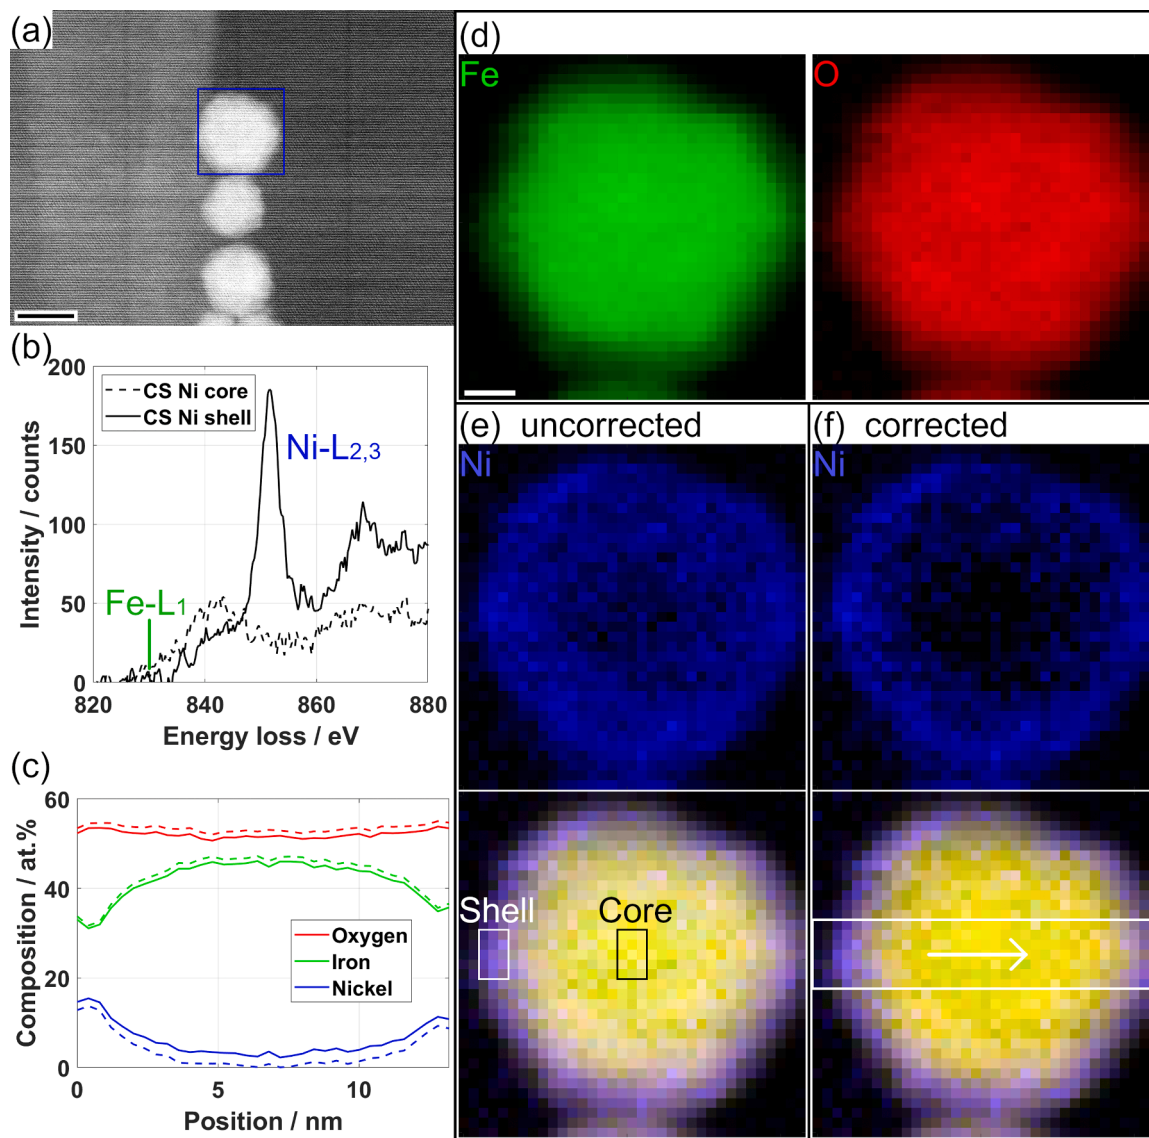 (a)
(b)
200
150
100
50
0
820
840
860
880
Intensity / counts
Energy loss / eV
CS Ni core
CS Ni shell
Ni-L2,3
Fe-L1
(c)
60
40
20
0
0
5
10
Composition / at.%
Position / nm
Oxygen
Iron
Nickel
(d)
Fe
O
(e) uncorrected
Ni
(f) corrected
Ni
Shell
Core